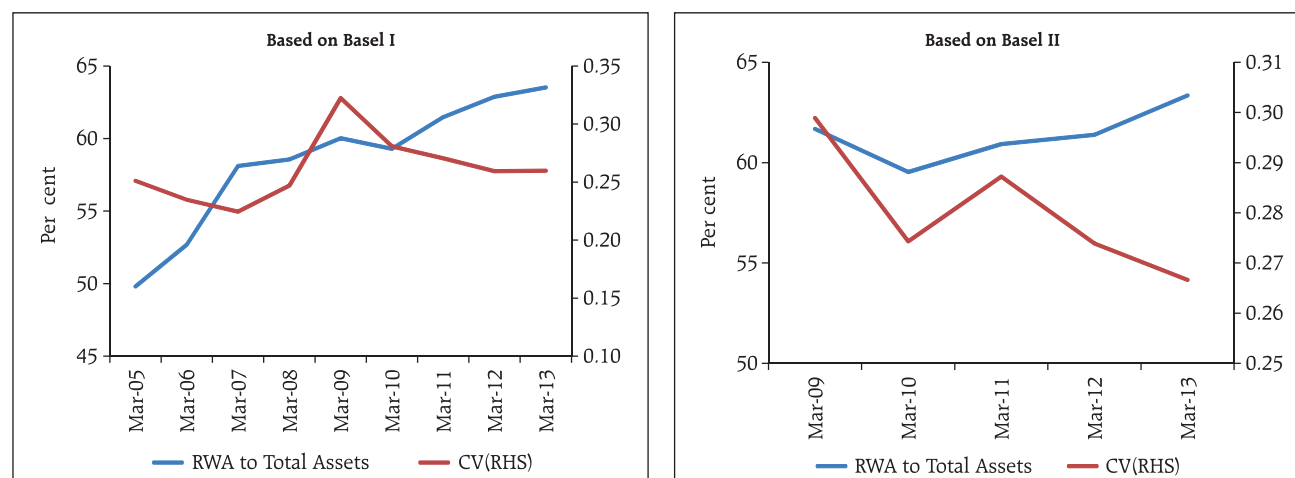 Based on Basel I
65
60
55
50
45
Per cent
0.35
0.30
0.25
0.20
0.15
0.10
Mar-05
Mar-06
Mar-07
Mar-08
Mar-09
Mar-10
Mar-11
Mar-12
Mar-13
RWA to Total Assets
CV(RHS)
Based on Basel II
65
60
55
50
Per cent
0.31
0.30
0.29
0.28
0.27
0.26
0.25
Mar-09
Mar-10
Mar-11
Mar-12
Mar-13
RWA to Total Assets
CV(RHS)